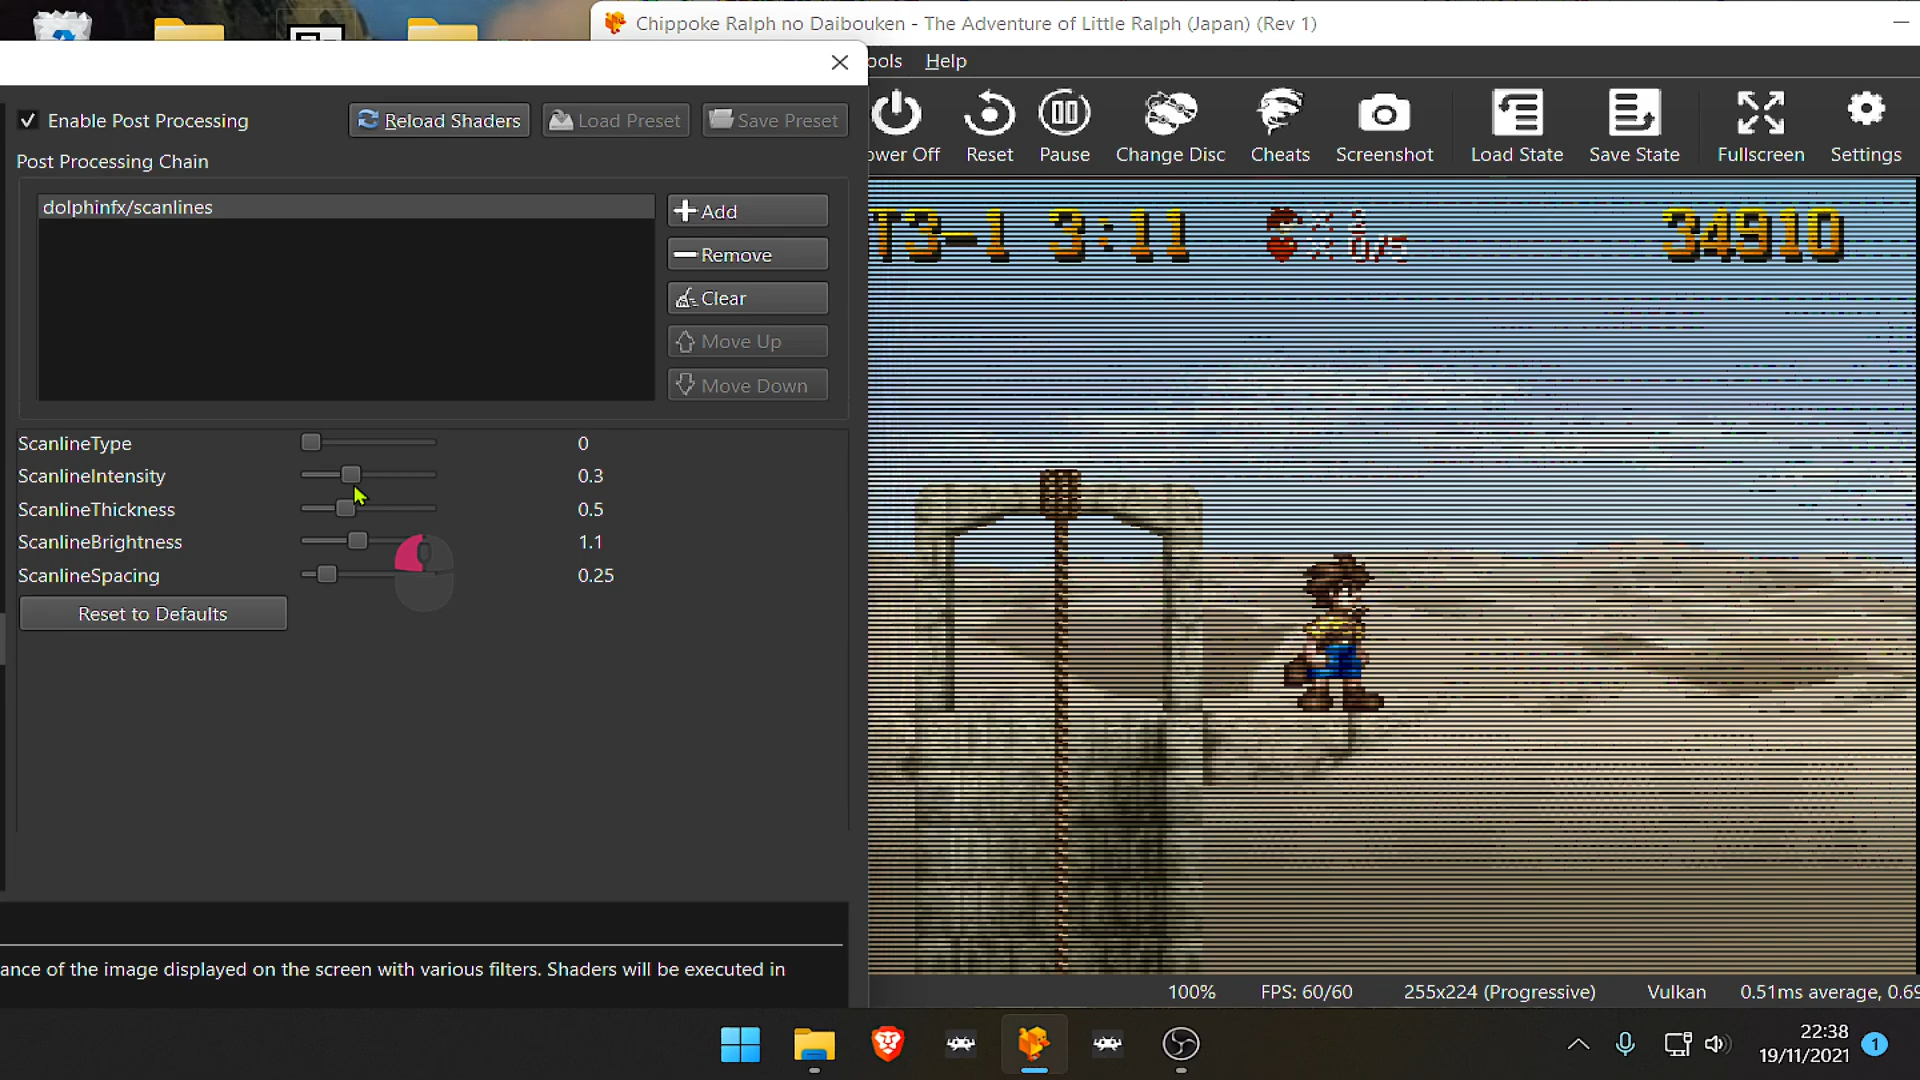 Chippoke Ralph no Daibouken - The Adventure of Little Ralph (Japan) (Rev 1)
ools Help
Enable Post Processing
Reload Shaders
Load Preset
Save Preset
ower Off
Reset
Pause
Change Disc
Cheats
Screenshot
Load State
Save State
Fullscreen
Settings
Post Processing Chain
dolphinfx/scanlines
Add
Remove
Clear
Move Up
Move Down
T3-1 3:11
× 3
× 0/5
34910
ScanlineType 0
ScanlineIntensity 0.3
ScanlineThickness 0.5
ScanlineBrightness 1.1
ScanlineSpacing 0.25
Reset to Defaults
ance of the image displayed on the screen with various filters. Shaders will be executed in
100% FPS: 60/60 255x224 (Progressive) Vulkan 0.51ms average, 0.69
22:38
19/11/2021
1